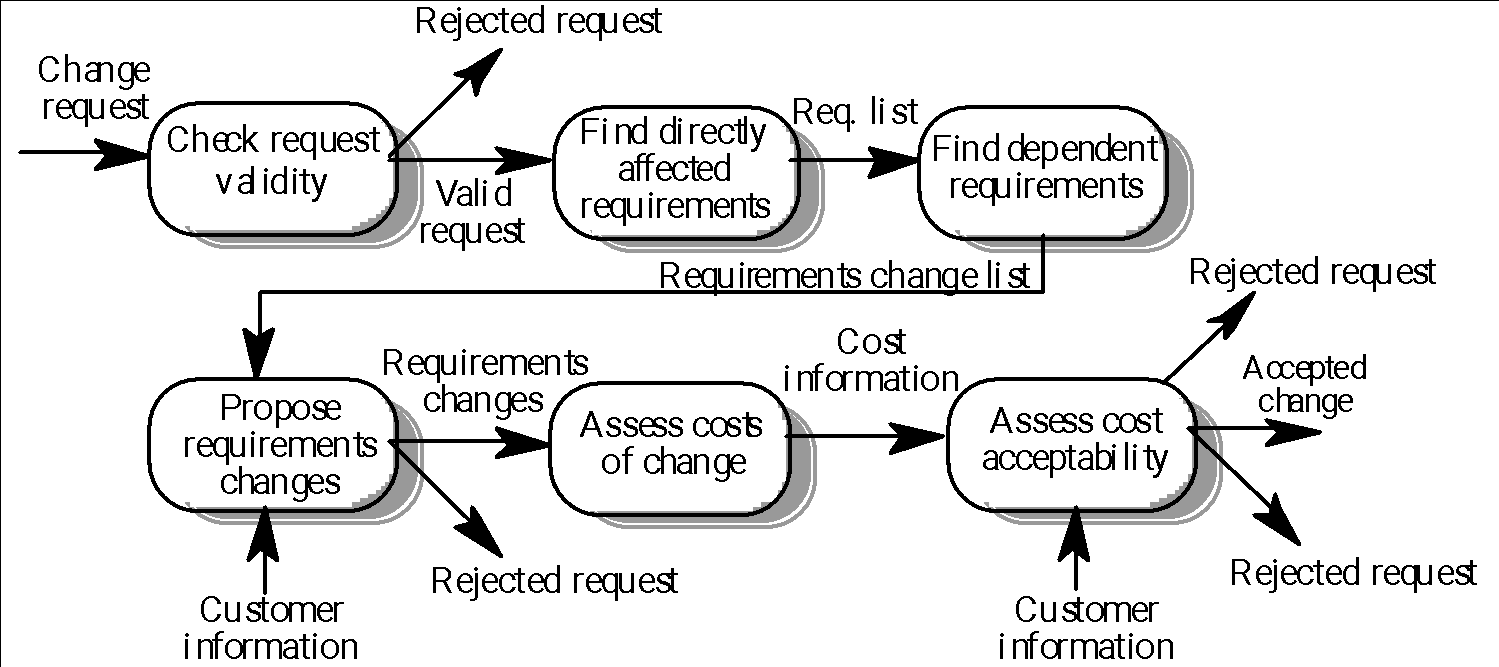 Rejected request
Change
request
Check request
validity
Valid
request
Find directly
affected
requirements
Req. list
Find dependent
requirements
Requirements change list
Propose
requirements
changes
Customer
information
Rejected request
Requirements
changes
Assess costs
of change
Cost
information
Assess cost
acceptability
Customer
information
Rejected request
Accepted
change
Rejected request